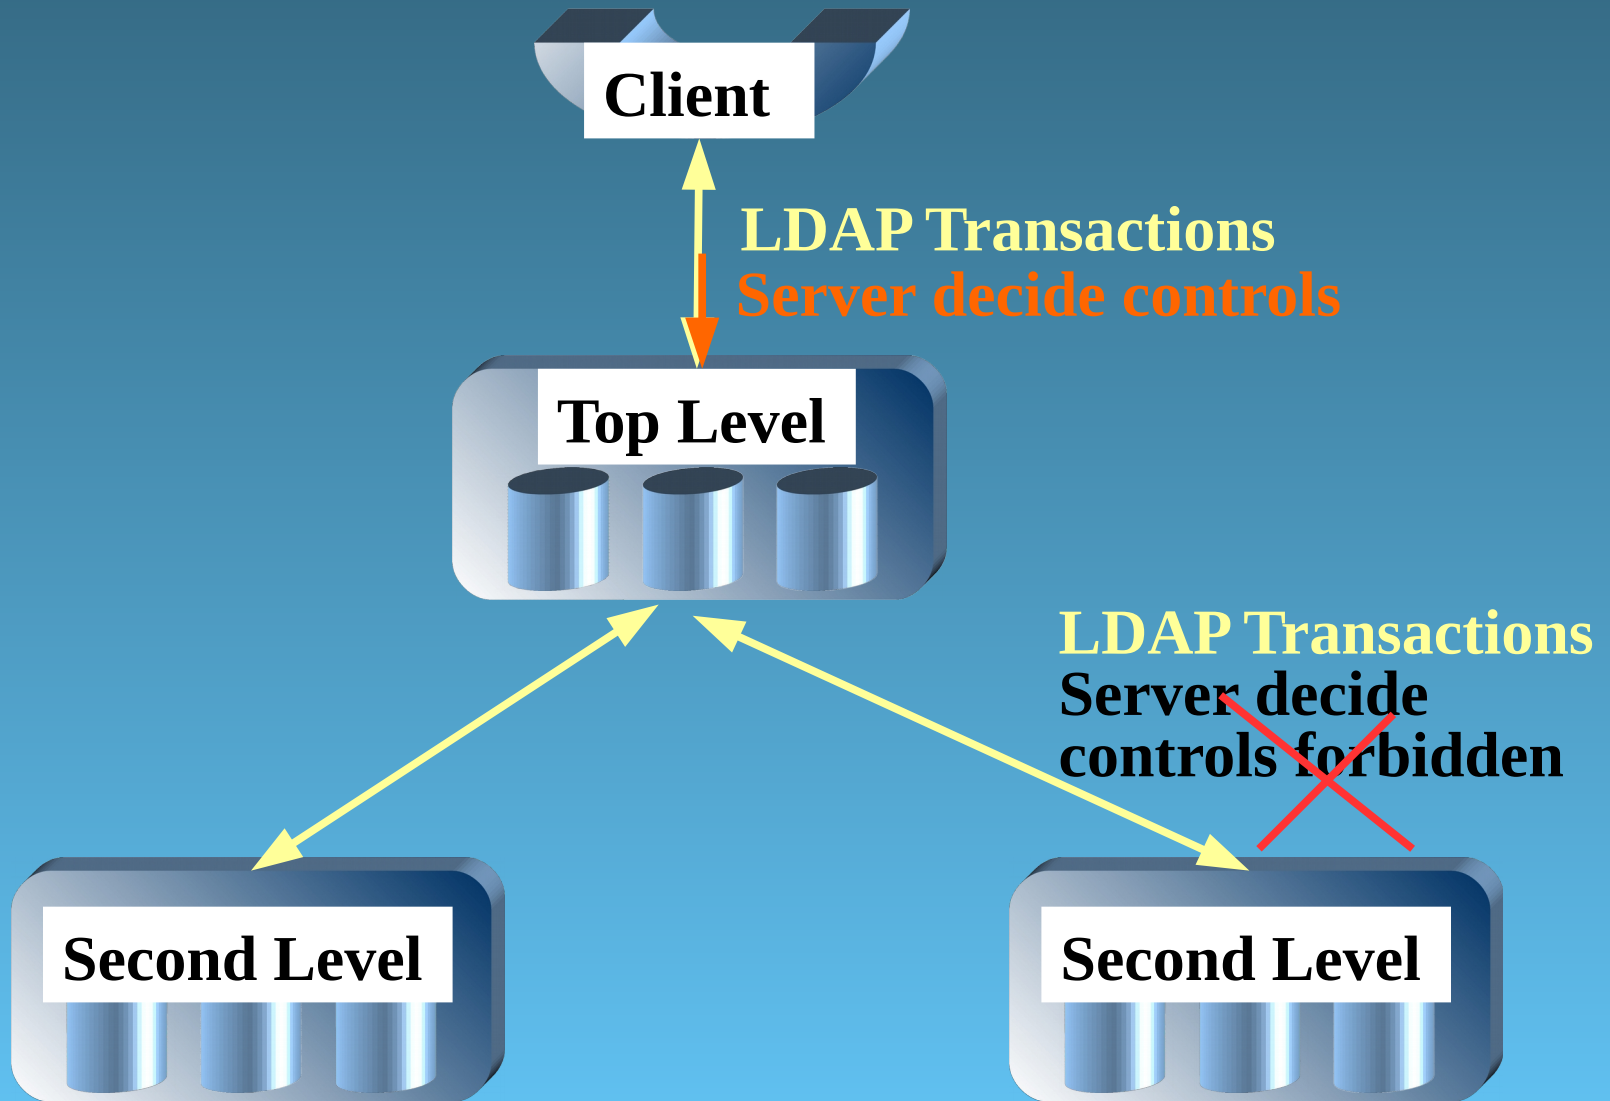 Client
LDAP Transactions
Server decide controls
Top Level
LDAP Transactions
Server decide
controls forbidden
Second Level
Second Level